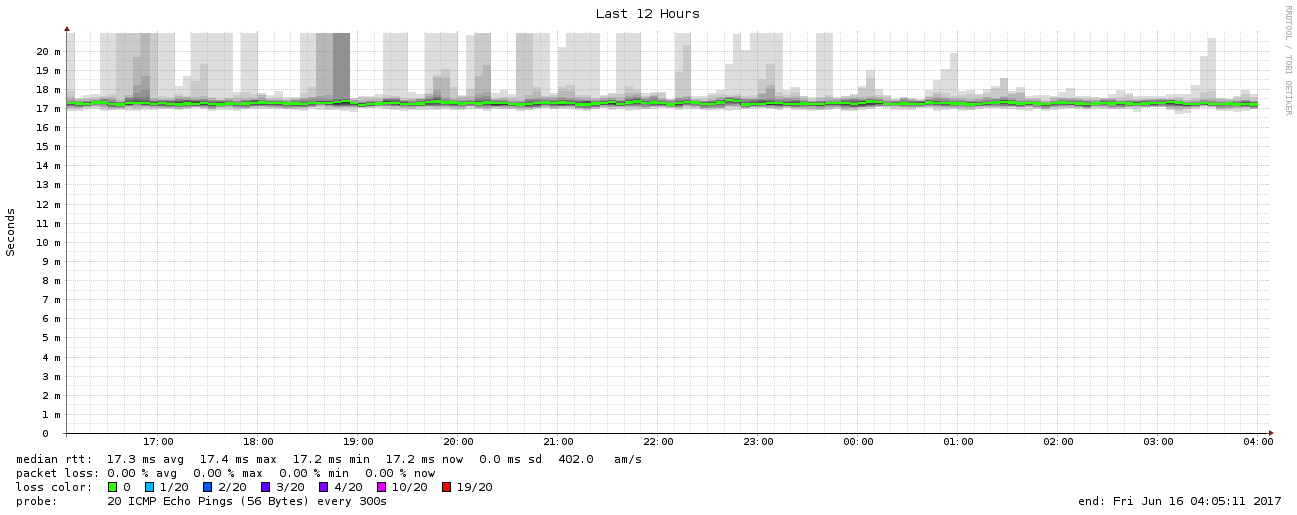 Last 12 Hours
RRDTOOL / TOBI OETIKER
Seconds
20 m
19 m
18 m
17 m
16 m
15 m
14 m
13 m
12 m
11 m
10 m
9 m
8 m
7 m
6 m
5 m
4 m
3 m
2 m
1 m
0
17:00 18:00 19:00 20:00 21:00 22:00 23:00 00:00 01:00 02:00 03:00 04:00
median rtt: 17.3 ms avg 17.4 ms max 17.2 ms min 17.2 ms now 0.0 ms sd 402.0 am/s
packet loss: 0.00 % avg 0.00 % max 0.00 % min 0.00 % now
loss color: 0 1/20 2/20 3/20 4/20 10/20 19/20
probe: 20 ICMP Echo Pings (56 Bytes) every 300s end: Fri Jun 16 04:05:11 2017